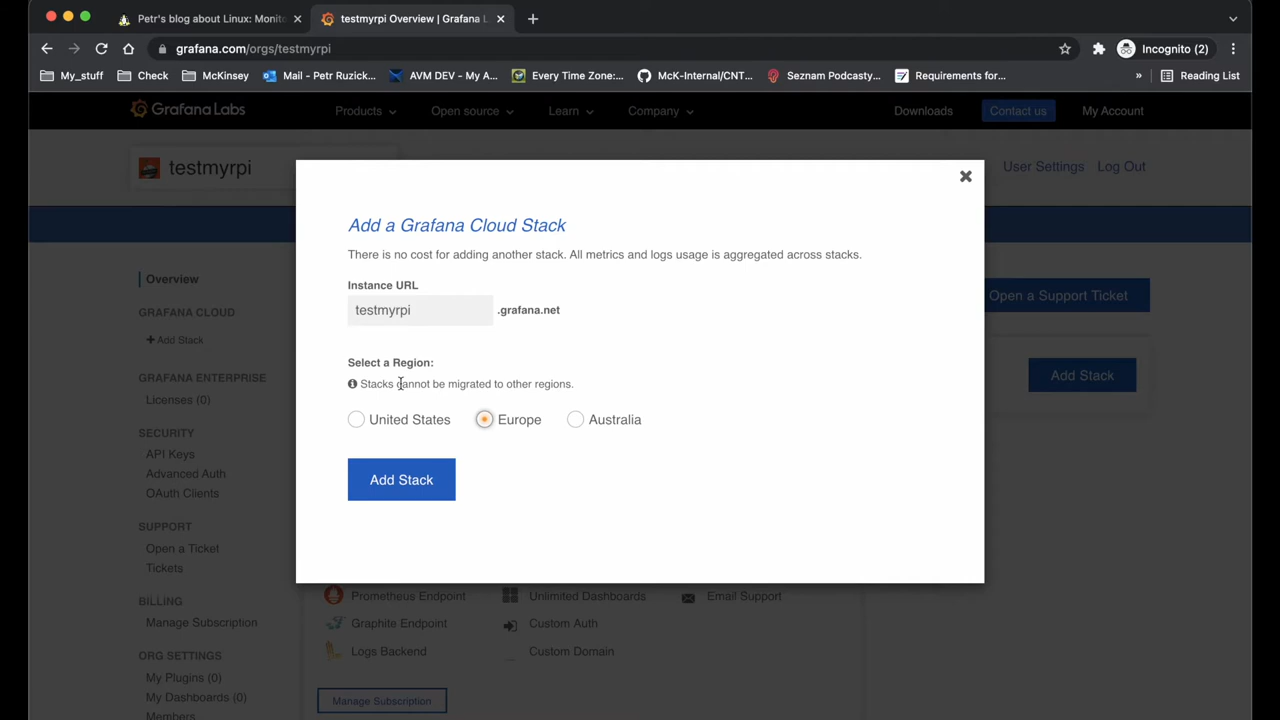 Petr's blog about Linux: Monito
testmyrpi Overview | Grafana L
grafana.com/orgs/testmyrpi
Incognito (2)
My_stuff
Check
McKinsey
Mail - Petr Ruzick...
AVM DEV - My A...
Every Time Zone:...
McK-Internal/CNT...
Seznam Podcasty...
Requirements for...
»
Reading List
Grafana Labs
Products
Open source
Learn
Company
Downloads
Contact us
My Account
testmyrpi
User Settings
Log Out
Add a Grafana Cloud Stack
There is no cost for adding another stack. All metrics and logs usage is aggregated across stacks.
Instance URL
testmyrpi .grafana.net
Select a Region:
Stacks cannot be migrated to other regions.
United States
Europe
Australia
Add Stack
Overview
GRAFANA CLOUD
+ Add Stack
GRAFANA ENTERPRISE
Licenses (0)
SECURITY
API Keys
Advanced Auth
OAuth Clients
SUPPORT
Open a Ticket
Tickets
BILLING
Manage Subscription
ORG SETTINGS
My Plugins (0)
My Dashboards (0)
Members
Open a Support Ticket
Add Stack
Prometheus Endpoint
Unlimited Dashboards
Email Support
Graphite Endpoint
Custom Auth
Logs Backend
Custom Domain
Manage Subscription